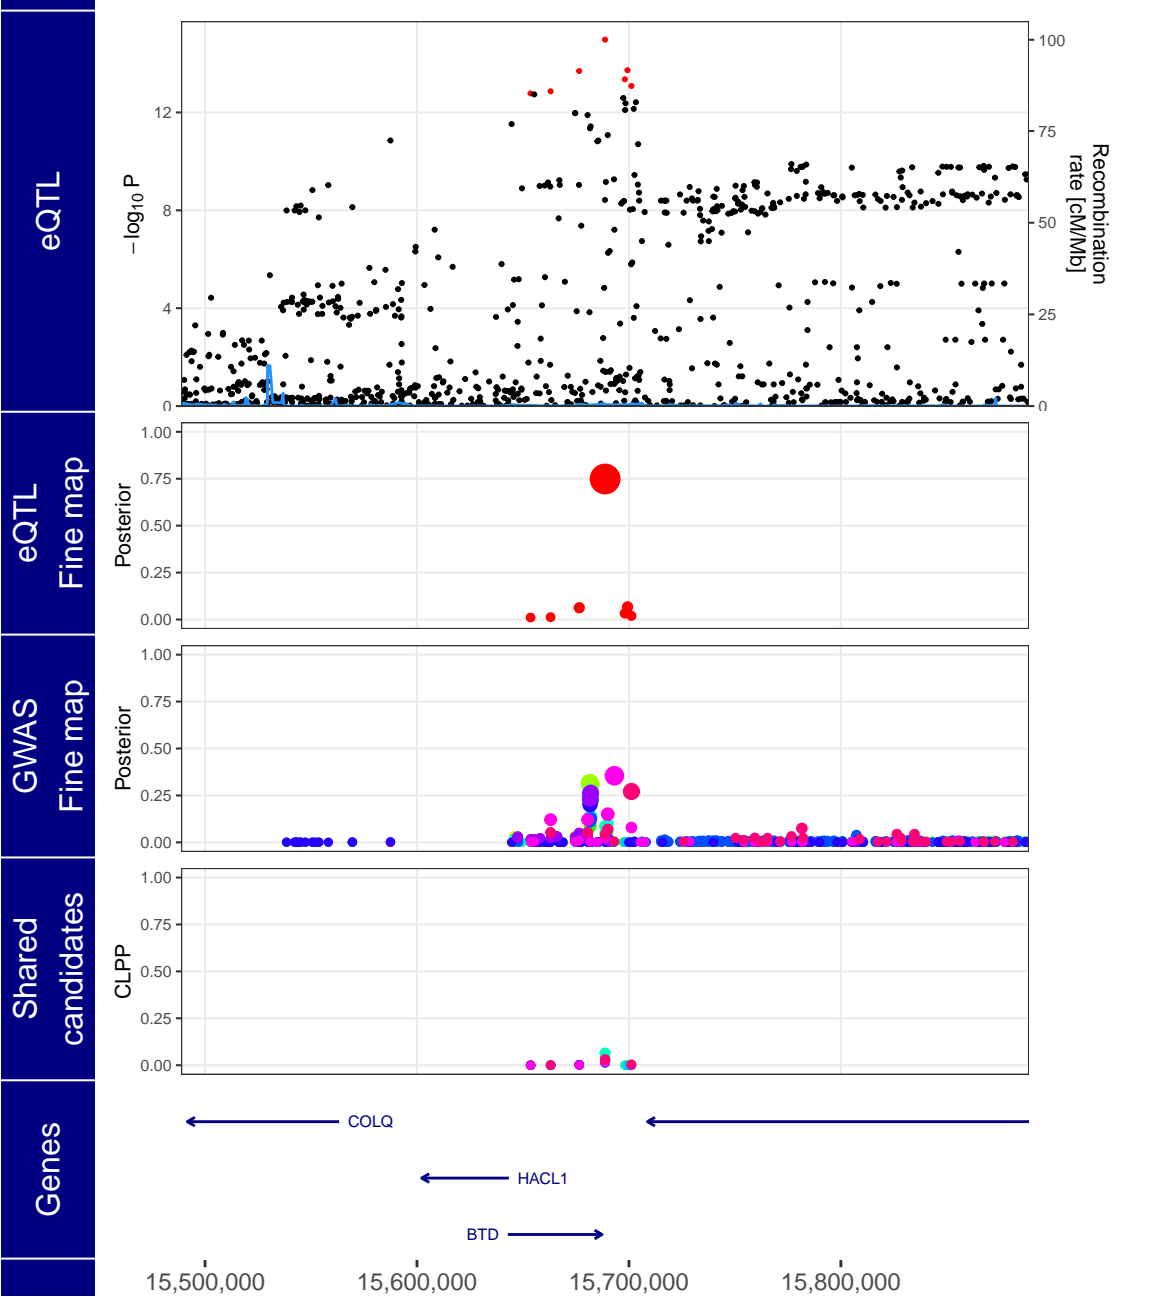 eQTL
−log10 P
12
8
4
0
100
75
50
25
0
Recombination
rate [cM/Mb]
eQTL
Fine map
Posterior
1.00
0.75
0.50
0.25
0.00
GWAS
Fine map
Posterior
1.00
0.75
0.50
0.25
0.00
Shared
candidates
CLPP
1.00
0.75
0.50
0.25
0.00
Genes
COLQ
HACL1
BTD
15,500,000
15,600,000
15,700,000
15,800,000